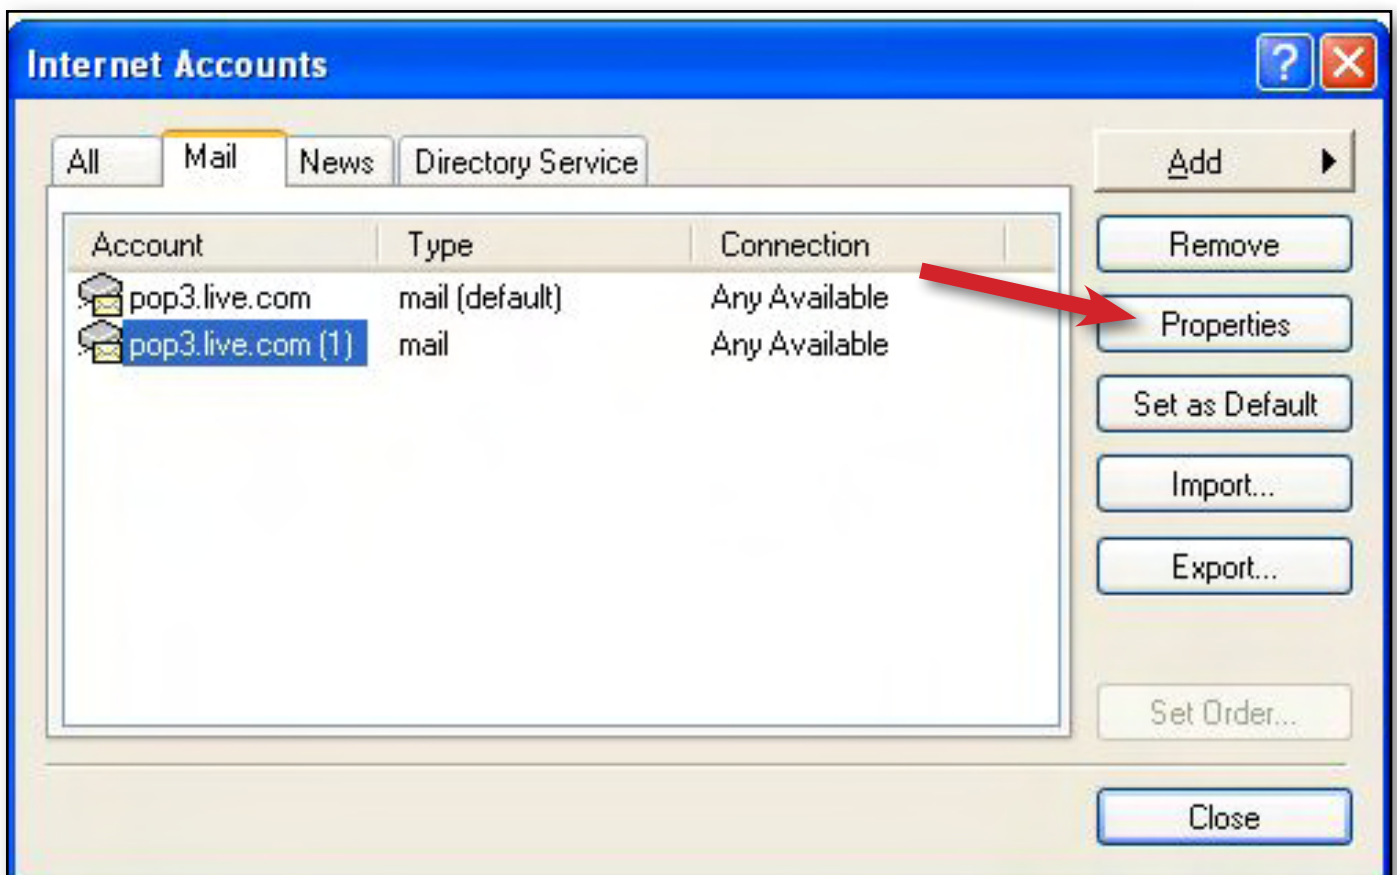 Internet Accounts
?
All Mail News Directory Service
Add
Account Type Connection
Remove
pop3.live.com mail (default) Any Available
Properties
pop3.live.com (1) mail Any Available
Set as Default
Import...
Export...
Set Order...
Close